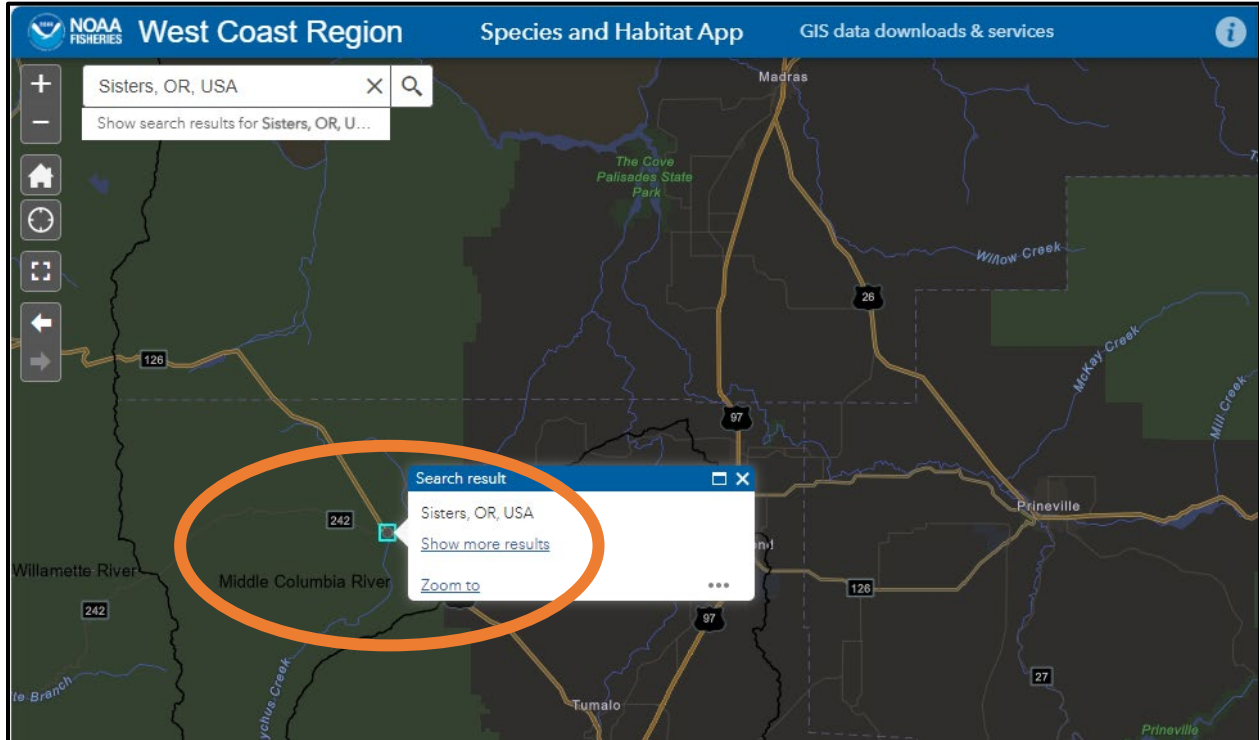 NOAA
FISHERIES
West Coast Region
Species and Habitat App
GIS data downloads & services
i
+
Sisters, OR, USA
−
Show search results for Sisters, OR, U...
Madras
The Cove
Palisades State
Park
Willow Creek
26
126
McKay Creek
Mill Creek
97
Search result
Sisters, OR, USA
Show more results
Zoom to
242
Prineville
Willamette River
Middle Columbia River
126
242
97
27
Tumalo
Prineville